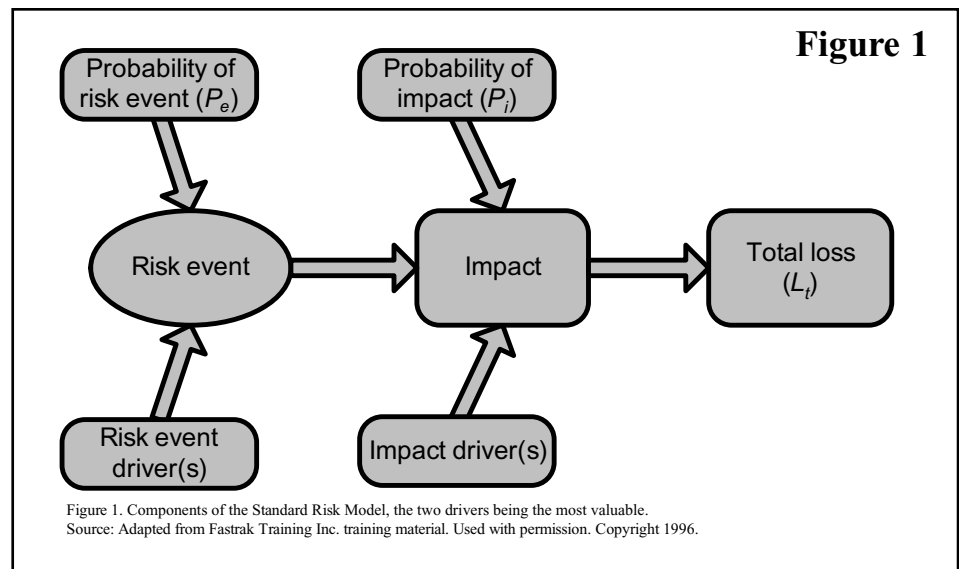 Figure 1
Probability of
risk event (Pe)
Probability of
impact (Pi)
Risk event
Impact
Total loss
(Lt)
Risk event
driver(s)
Impact driver(s)
Figure 1. Components of the Standard Risk Model, the two drivers being the most valuable.
Source: Adapted from Fastrak Training Inc. training material. Used with permission. Copyright 1996.